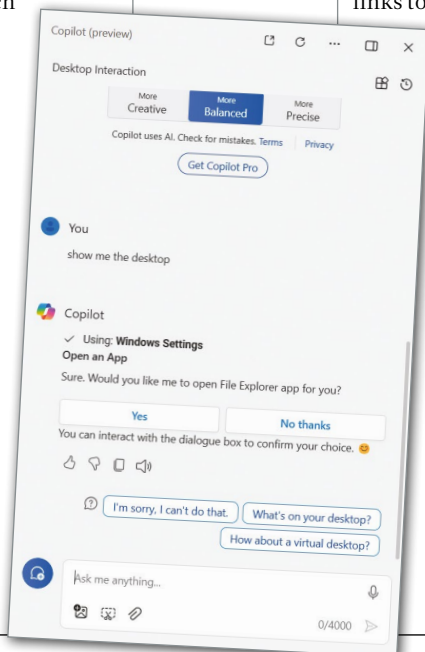 ch
links to
Copilot (preview)
Desktop Interaction
More
Creative
More
Balanced
More
Precise
Copilot uses AI. Check for mistakes. Terms Privacy
Get Copilot Pro
You
show me the desktop
Copilot
Using: Windows Settings
Open an App
Sure. Would you like me to open File Explorer app for you?
Yes
No thanks
You can interact with the dialogue box to confirm your choice. 😊
I'm sorry, I can't do that.
What's on your desktop?
How about a virtual desktop?
Ask me anything...
0/4000